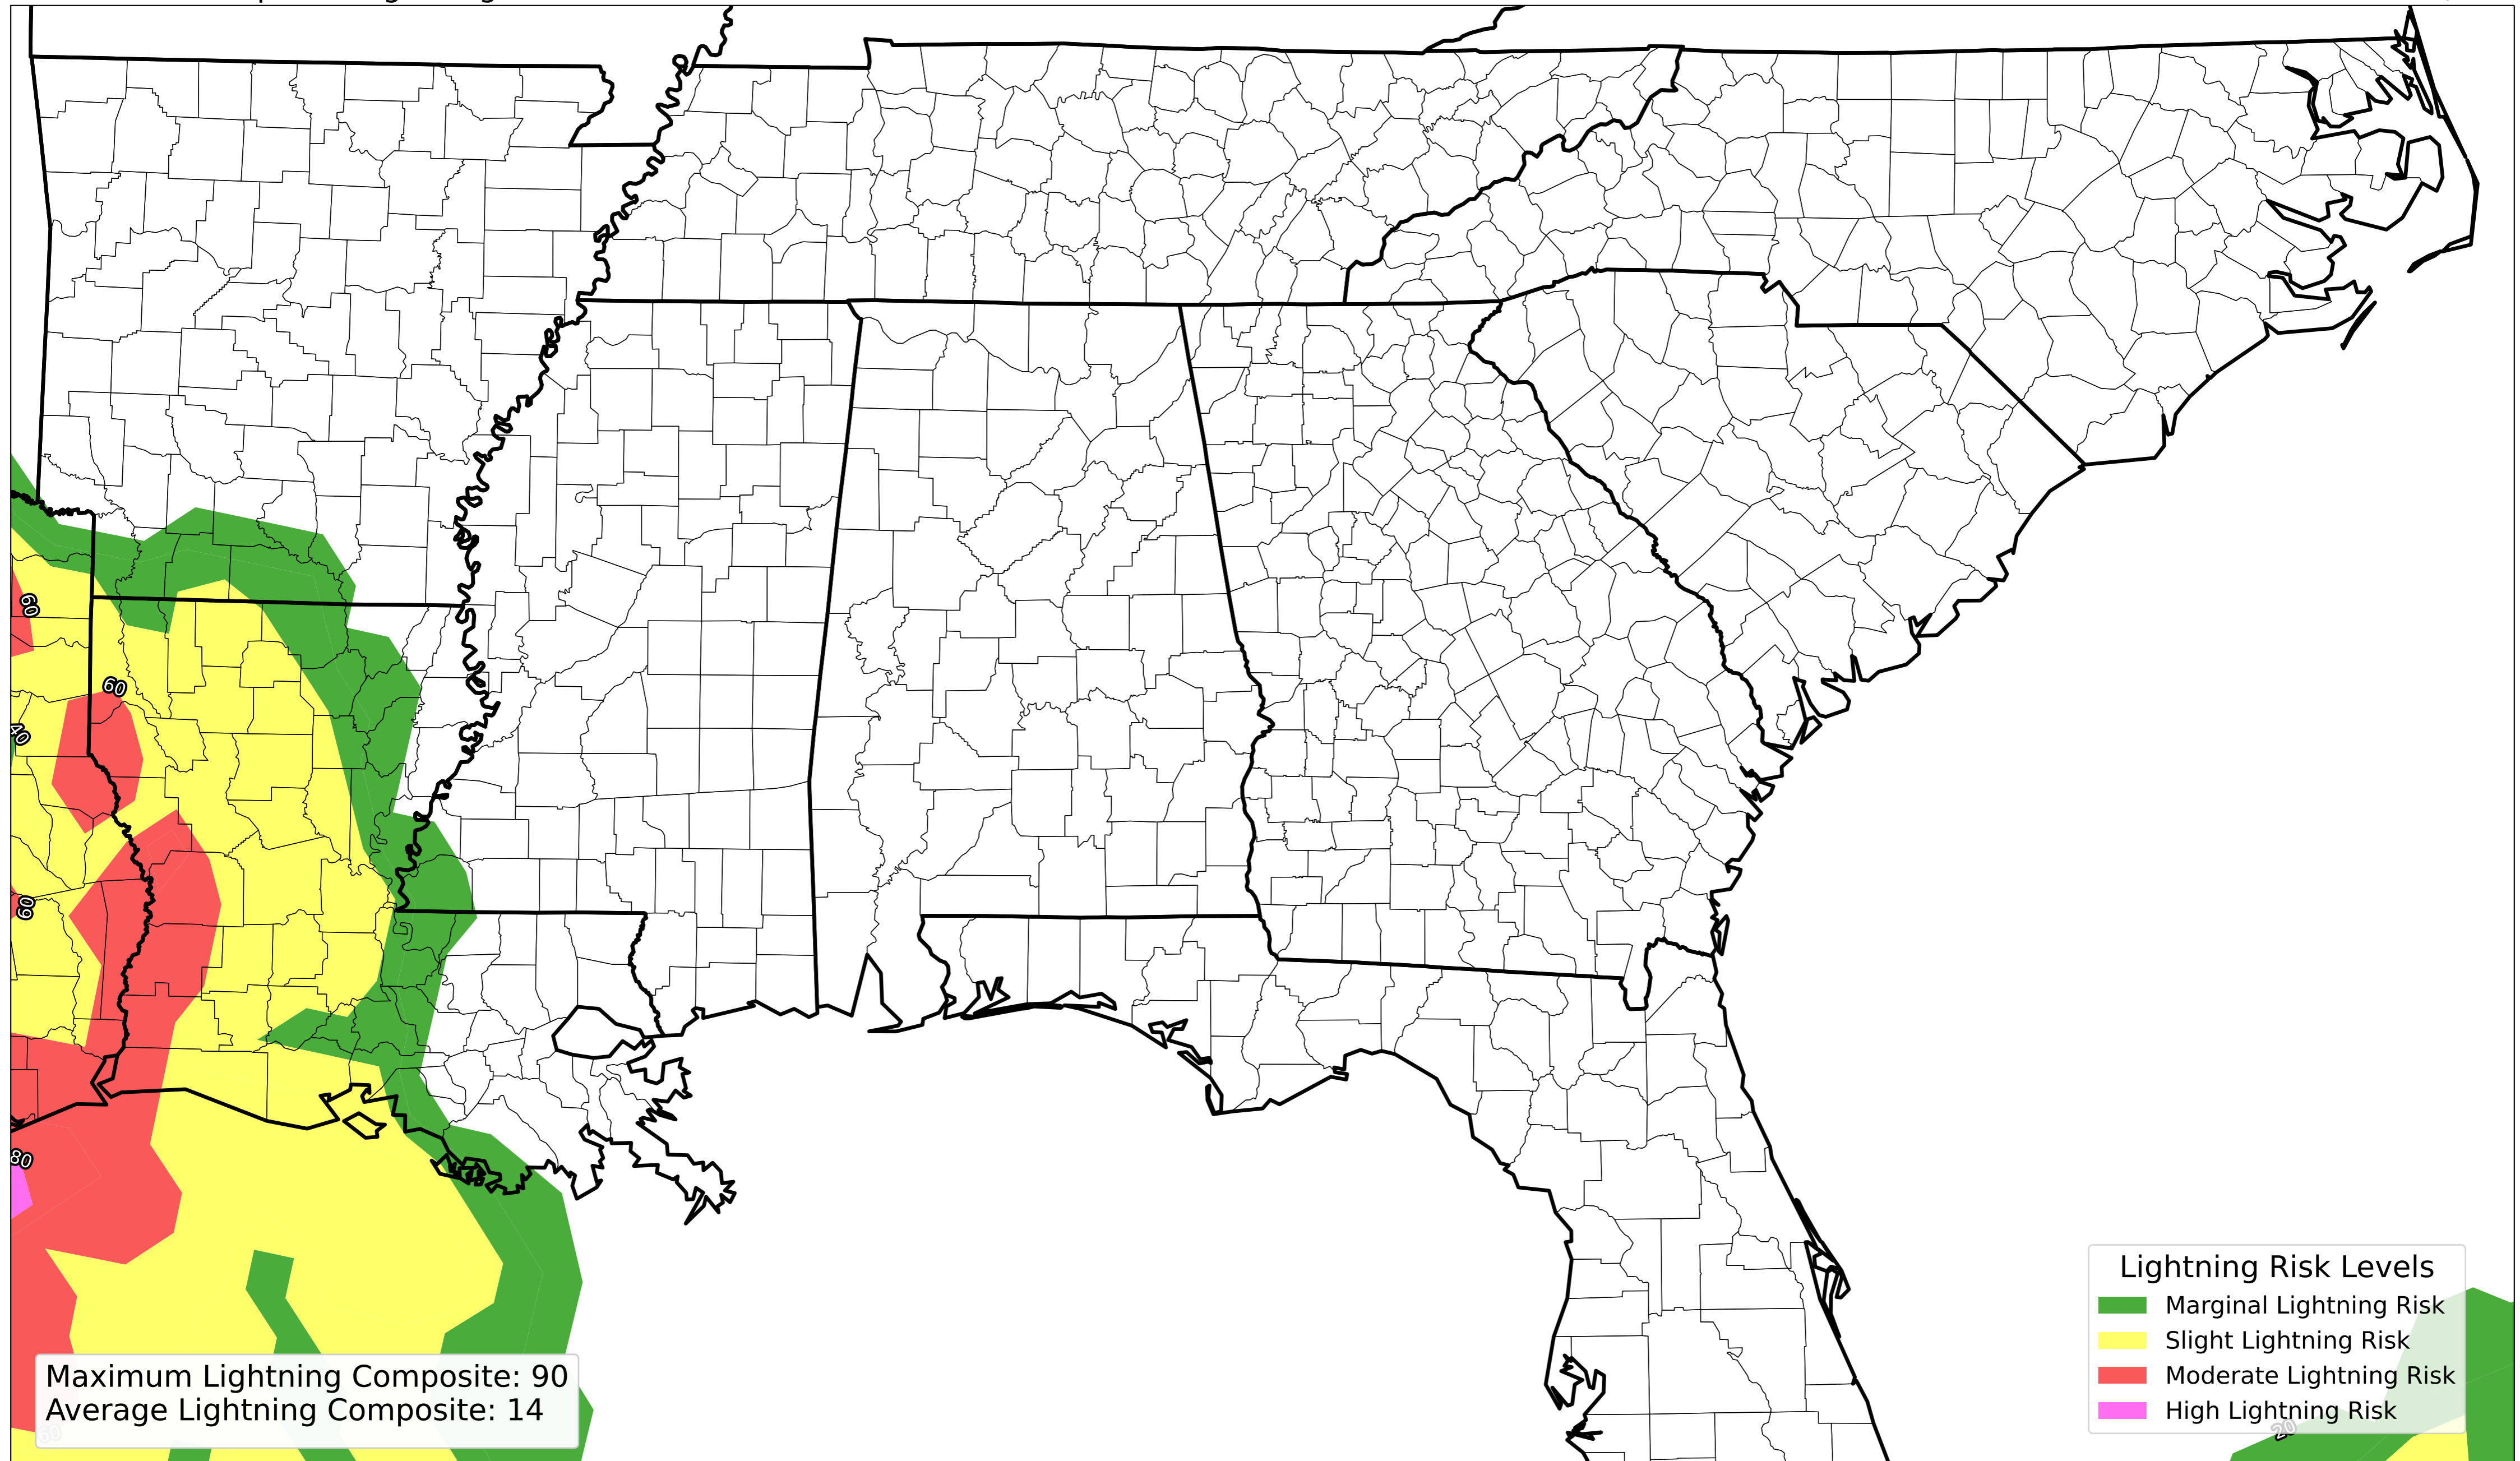 60
60
40
60
80
Maximum Lightning Composite: 90
Average Lightning Composite: 14
60
Lightning Risk Levels
Marginal Lightning Risk
Slight Lightning Risk
Moderate Lightning Risk
High Lightning Risk
20